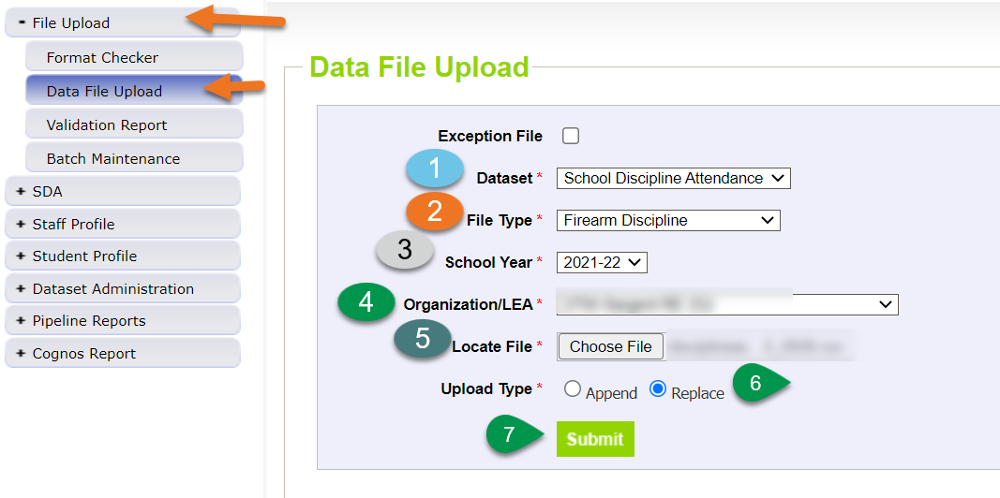 - File Upload
Format Checker
Data File Upload
Validation Report
Batch Maintenance
+ SDA
+ Staff Profile
+ Student Profile
+ Dataset Administration
+ Pipeline Reports
+ Cognos Report
Data File Upload
Exception File
1 Dataset * School Discipline Attendance
2 File Type * Firearm Discipline
3 School Year * 2021-22
4 Organization/LEA *
5 Locate File * Choose File
Upload Type * Append Replace 6
7 Submit